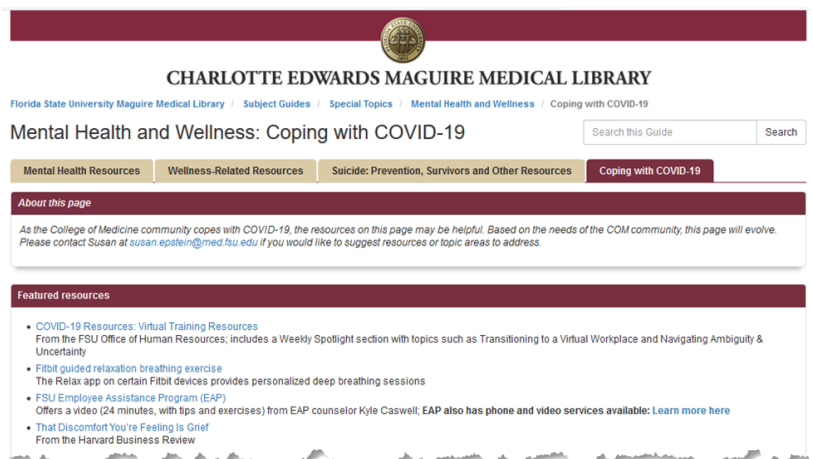 CHARLOTTE EDWARDS MAGUIRE MEDICAL LIBRARY
Florida State University Maguire Medical Library / Subject Guides / Special Topics / Mental Health and Wellness / Coping with COVID-19
Mental Health and Wellness: Coping with COVID-19
Search this Guide
Search
Mental Health Resources
Wellness-Related Resources
Suicide: Prevention, Survivors and Other Resources
Coping with COVID-19
About this page
As the College of Medicine community copes with COVID-19, the resources on this page may be helpful. Based on the needs of the COM community, this page will evolve.
Please contact Susan at susan.epstein@med.fsu.edu if you would like to suggest resources or topic areas to address.
Featured resources
• COVID-19 Resources: Virtual Training Resources
From the FSU Office of Human Resources; includes a Weekly Spotlight section with topics such as Transitioning to a Virtual Workplace and Navigating Ambiguity &
Uncertainty
• Fitbit guided relaxation breathing exercise
The Relax app on certain Fitbit devices provides personalized deep breathing sessions
• FSU Employee Assistance Program (EAP)
Offers a video (24 minutes, with tips and exercises) from EAP counselor Kyle Caswell; EAP also has phone and video services available: Learn more here
• That Discomfort You're Feeling Is Grief
From the Harvard Business Review